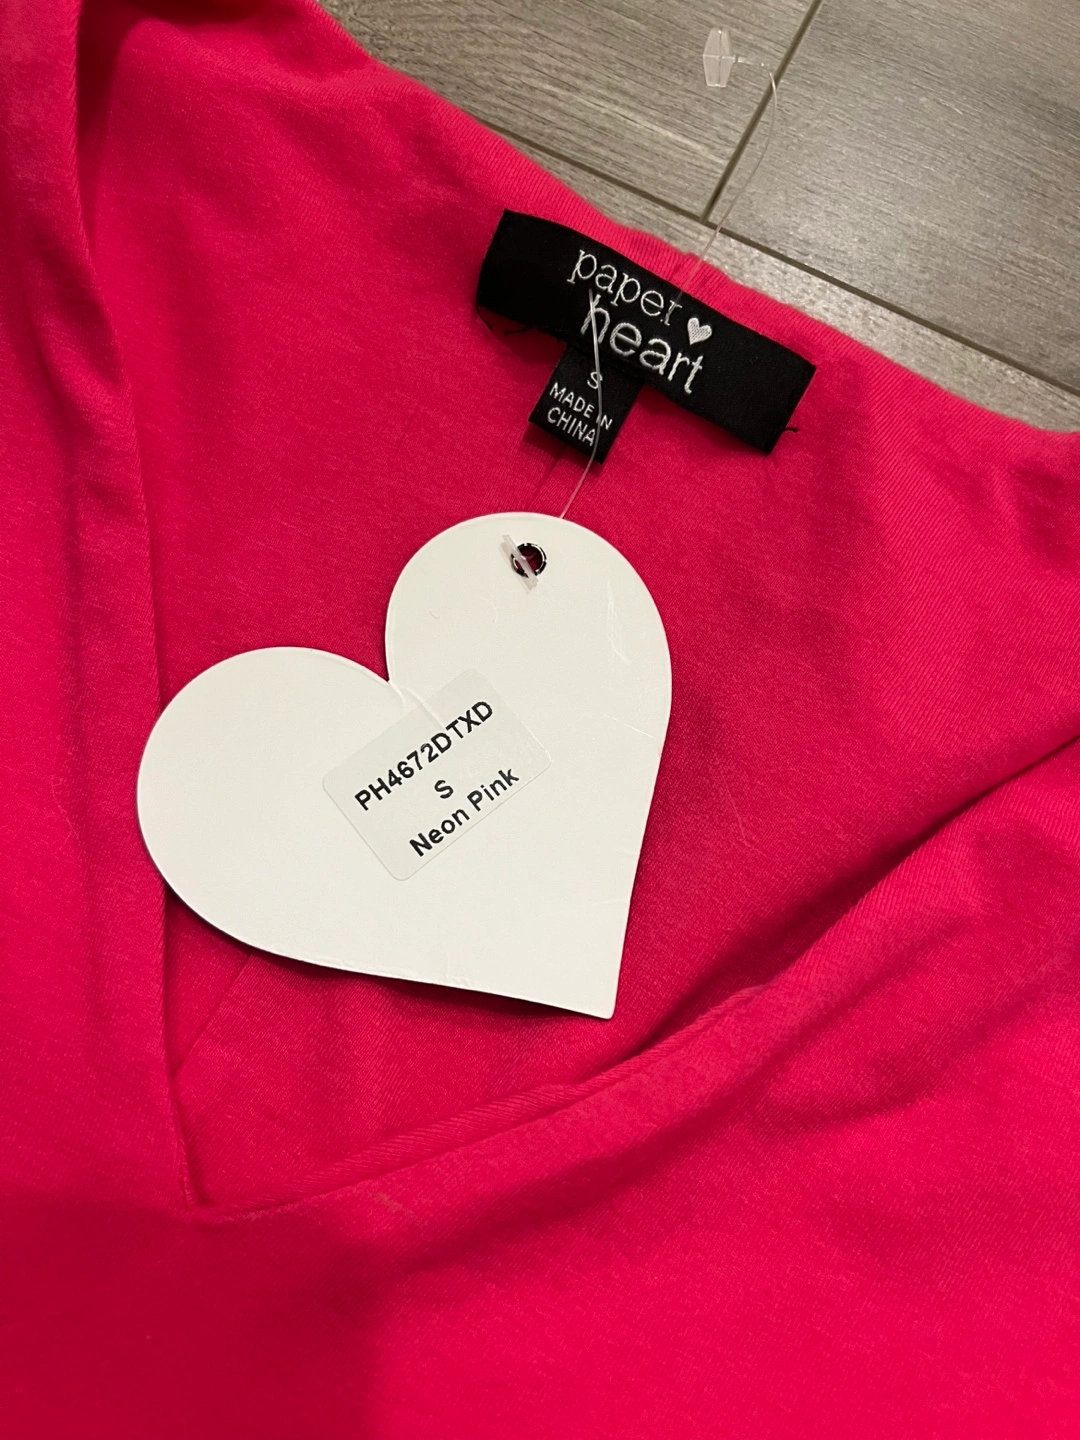 paper
heart
S
MADE IN
CHINA
PH4672DTXD
S
Neon Pink